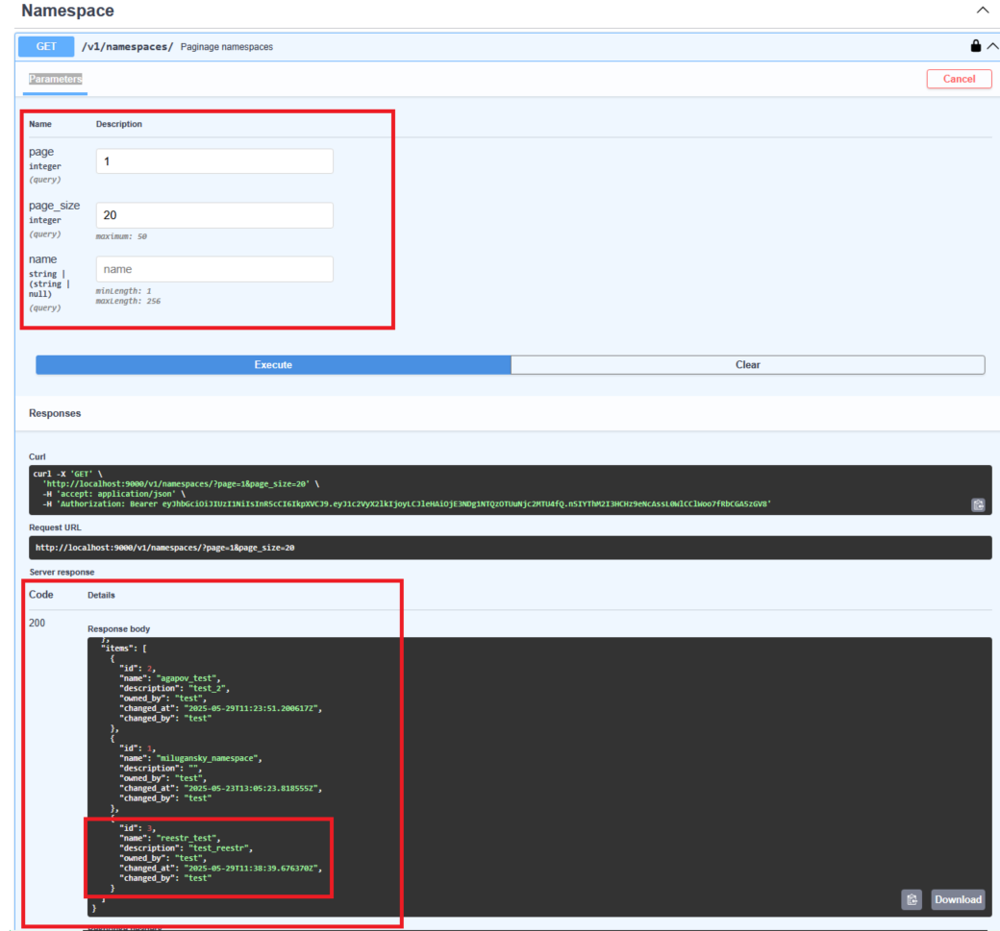 Namespace
GET /v1/namespaces/ Paginage namespaces
Parameters
Cancel
Name Description
page
integer
(query)
1
page_size
integer
(query)
20
maximum: 50
name
string |
(string |
null)
(query)
name
minLength: 1
maxLength: 256
Execute
Clear
Responses
Curl
curl -X 'GET' \
'http://localhost:9000/v1/namespaces/?page=1&page_size=20' \
-H 'accept: application/json' \
-H 'Authorization: Bearer
Request URL
http://localhost:9000/v1/namespaces/?page=1&page_size=20
Server response
Code Details
200
Response body
},
"items": [
{
"id": 2,
"name": "agapov_test",
"description": "test_2",
"owned_by": "test",
"changed_at": "2025-05-29T11:23:51.200617Z",
"changed_by": "test"
},
{
"id": 1,
"name": "milugansky_namespace",
"description": "",
"owned_by": "test",
"changed_at": "2025-05-23T13:05:23.818555Z",
"changed_by": "test"
},
{
"id": 3,
"name": "reestr_test",
"description": "test_reestr",
"owned_by": "test",
"changed_at": "2025-05-29T11:38:39.676370Z",
"changed_by": "test"
}
]
}
Download
Response headers